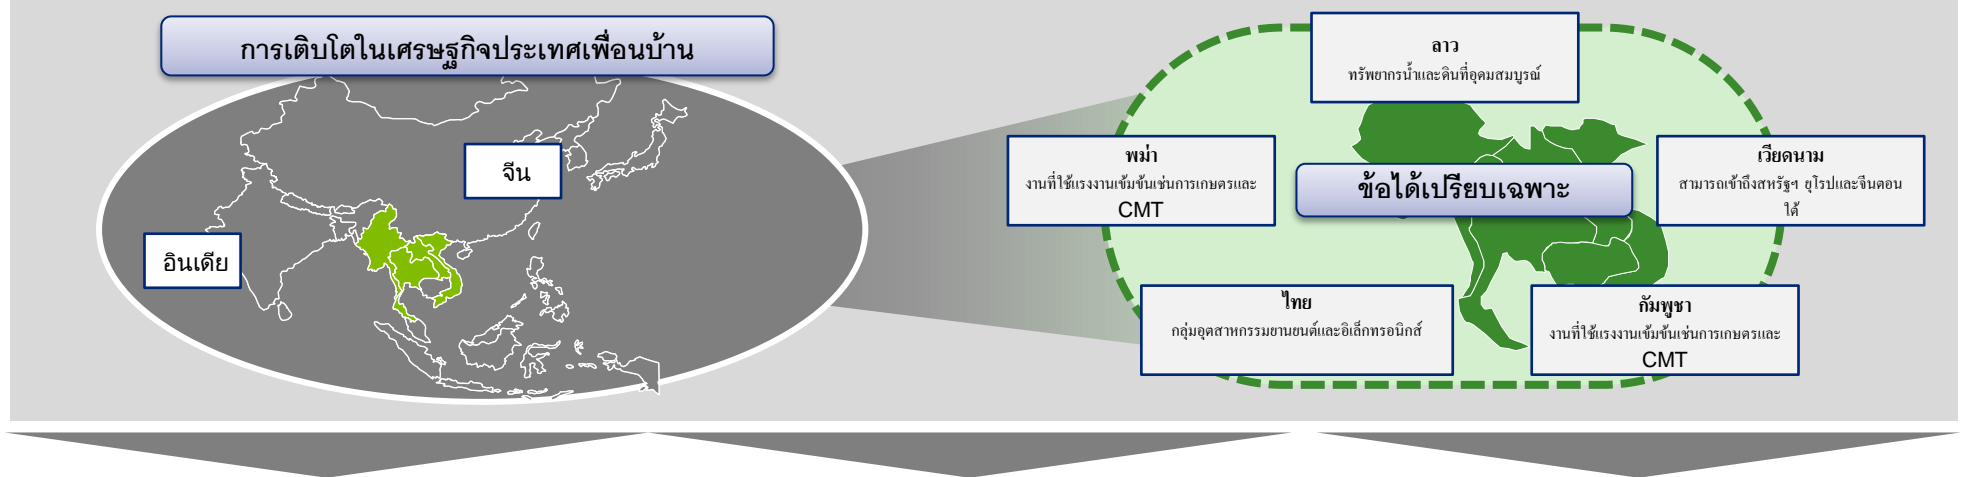 การเติบโตในเศรษฐกิจประเทศเพื่อนบ้าน
จีน
อินเดีย
ลาว
ทรัพยากรน้ำและดินที่อุดมสมบูรณ์
พม่า
งานที่ใช้แรงงานเข้มข้นเช่นการเกษตรและ
CMT
ข้อได้เปรียบเฉพาะ
เวียดนาม
สามารถเข้าถึงสหรัฐฯ ยุโรปและจีนตอน
ใต้
ไทย
กลุ่มอุตสาหกรรมยานยนต์และอิเล็กทรอนิกส์
กัมพูชา
งานที่ใช้แรงงานเข้มข้นเช่นการเกษตรและ
CMT